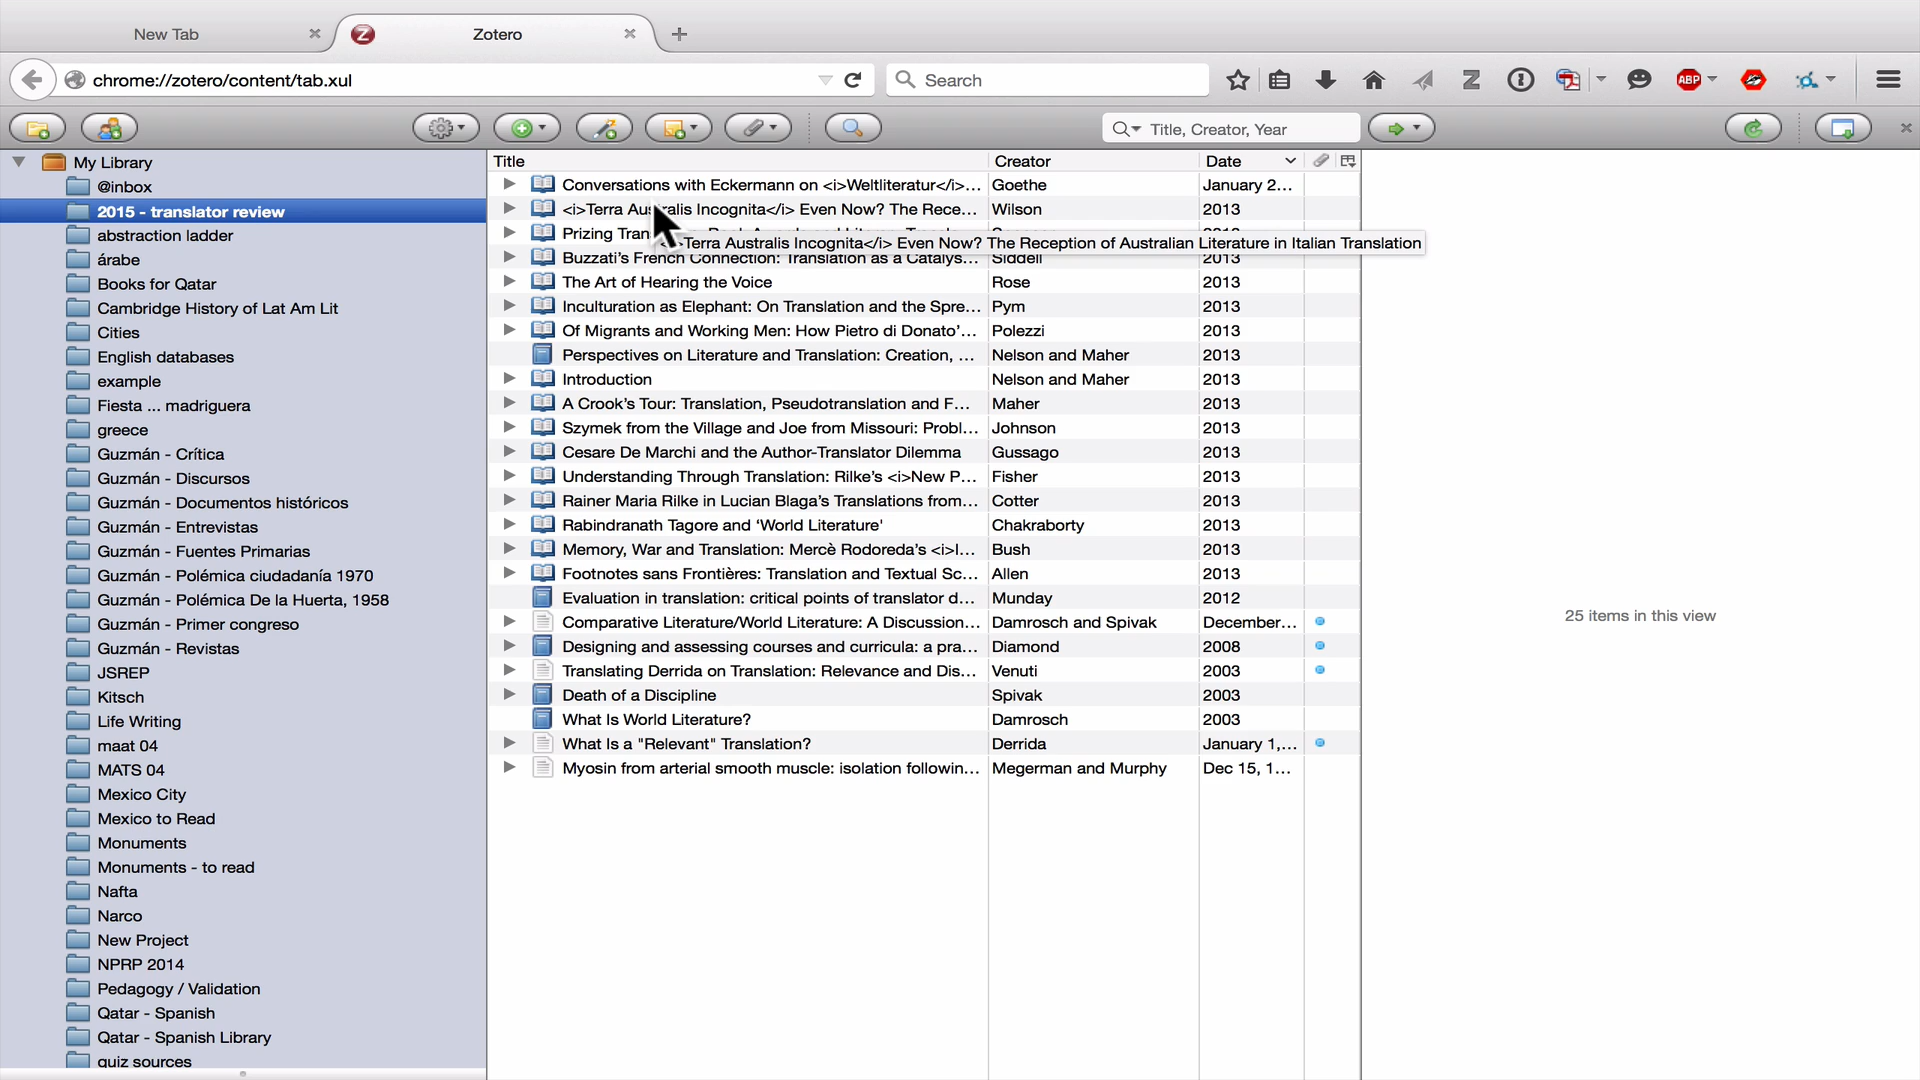 New Tab
Zotero
chrome://zotero/content/tab.xul
Search
ABP
Title, Creator, Year
My Library
@inbox
2015 - translator review
abstraction ladder
árabe
Books for Qatar
Cambridge History of Lat Am Lit
Cities
English databases
example
Fiesta ... madriguera
greece
Guzmán - Crítica
Guzmán - Discursos
Guzmán - Documentos históricos
Guzmán - Entrevistas
Guzmán - Fuentes Primarias
Guzmán - Polémica ciudadanía 1970
Guzmán - Polémica De la Huerta, 1958
Guzmán - Primer congreso
Guzmán - Revistas
JSREP
Kitsch
Life Writing
maat 04
MATS 04
Mexico City
Mexico to Read
Monuments
Monuments - to read
Nafta
Narco
New Project
NPRP 2014
Pedagogy / Validation
Qatar - Spanish
Qatar - Spanish Library
quiz sources
Title Creator Date
Conversations with Eckermann on <i>Weltliteratur</i>... Goethe January 2...
<i>Terra Australis Incognita</i> Even Now? The Rece... Wilson 2013
Prizing
Terra Australis Incognita</i> Even Now? The Reception of Australian Literature in Italian Translation
Buzzati's French Connection: Translation as a Catalys... Siddell 2013
The Art of Hearing the Voice Rose 2013
Inculturation as Elephant: On Translation and the Spre... Pym 2013
Of Migrants and Working Men: How Pietro di Donato'... Polezzi 2013
Perspectives on Literature and Translation: Creation, ... Nelson and Maher 2013
Introduction Nelson and Maher 2013
A Crook's Tour: Translation, Pseudotranslation and F... Maher 2013
Szymek from the Village and Joe from Missouri: Probl... Johnson 2013
Cesare De Marchi and the Author-Translator Dilemma Gussago 2013
Understanding Through Translation: Rilke's <i>New P... Fisher 2013
Rainer Maria Rilke in Lucian Blaga's Translations from... Cotter 2013
Rabindranath Tagore and ‘World Literature' Chakraborty 2013
Memory, War and Translation: Mercè Rodoreda's <i>I... Bush 2013
Footnotes sans Frontières: Translation and Textual Sc... Allen 2013
Evaluation in translation: critical points of translator d... Munday 2012
Comparative Literature/World Literature: A Discussion... Damrosch and Spivak December...
Designing and assessing courses and curricula: a pra... Diamond 2008
Translating Derrida on Translation: Relevance and Dis... Venuti 2003
Death of a Discipline Spivak 2003
What Is World Literature? Damrosch 2003
What Is a "Relevant" Translation? Derrida January 1,...
Myosin from arterial smooth muscle: isolation followin... Megerman and Murphy Dec 15, 1...
25 items in this view